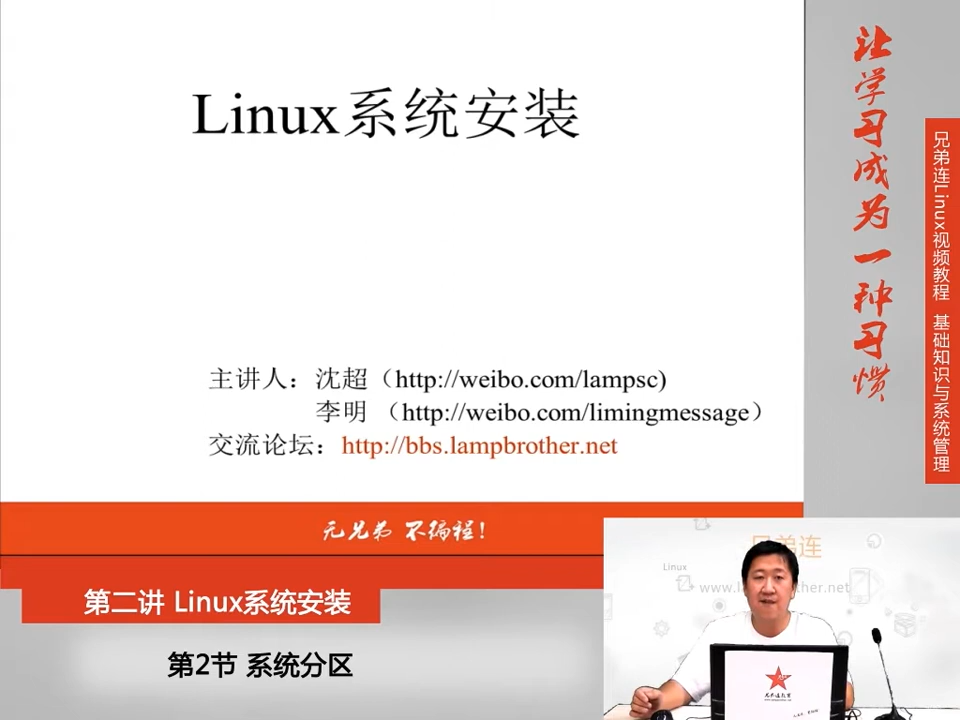 Linux系统安装
主讲人：沈超（http://weibo.com/lampsc)
李明 （http://weibo.com/limingmessage）
交流论坛：http://bbs.lampbrother.net
无兄弟 不编程！
第二讲 Linux系统安装
第2节 系统分区
让学习成为一种习惯
兄弟连Linux视频教程 基础知识与系统管理
兄弟连
Linux